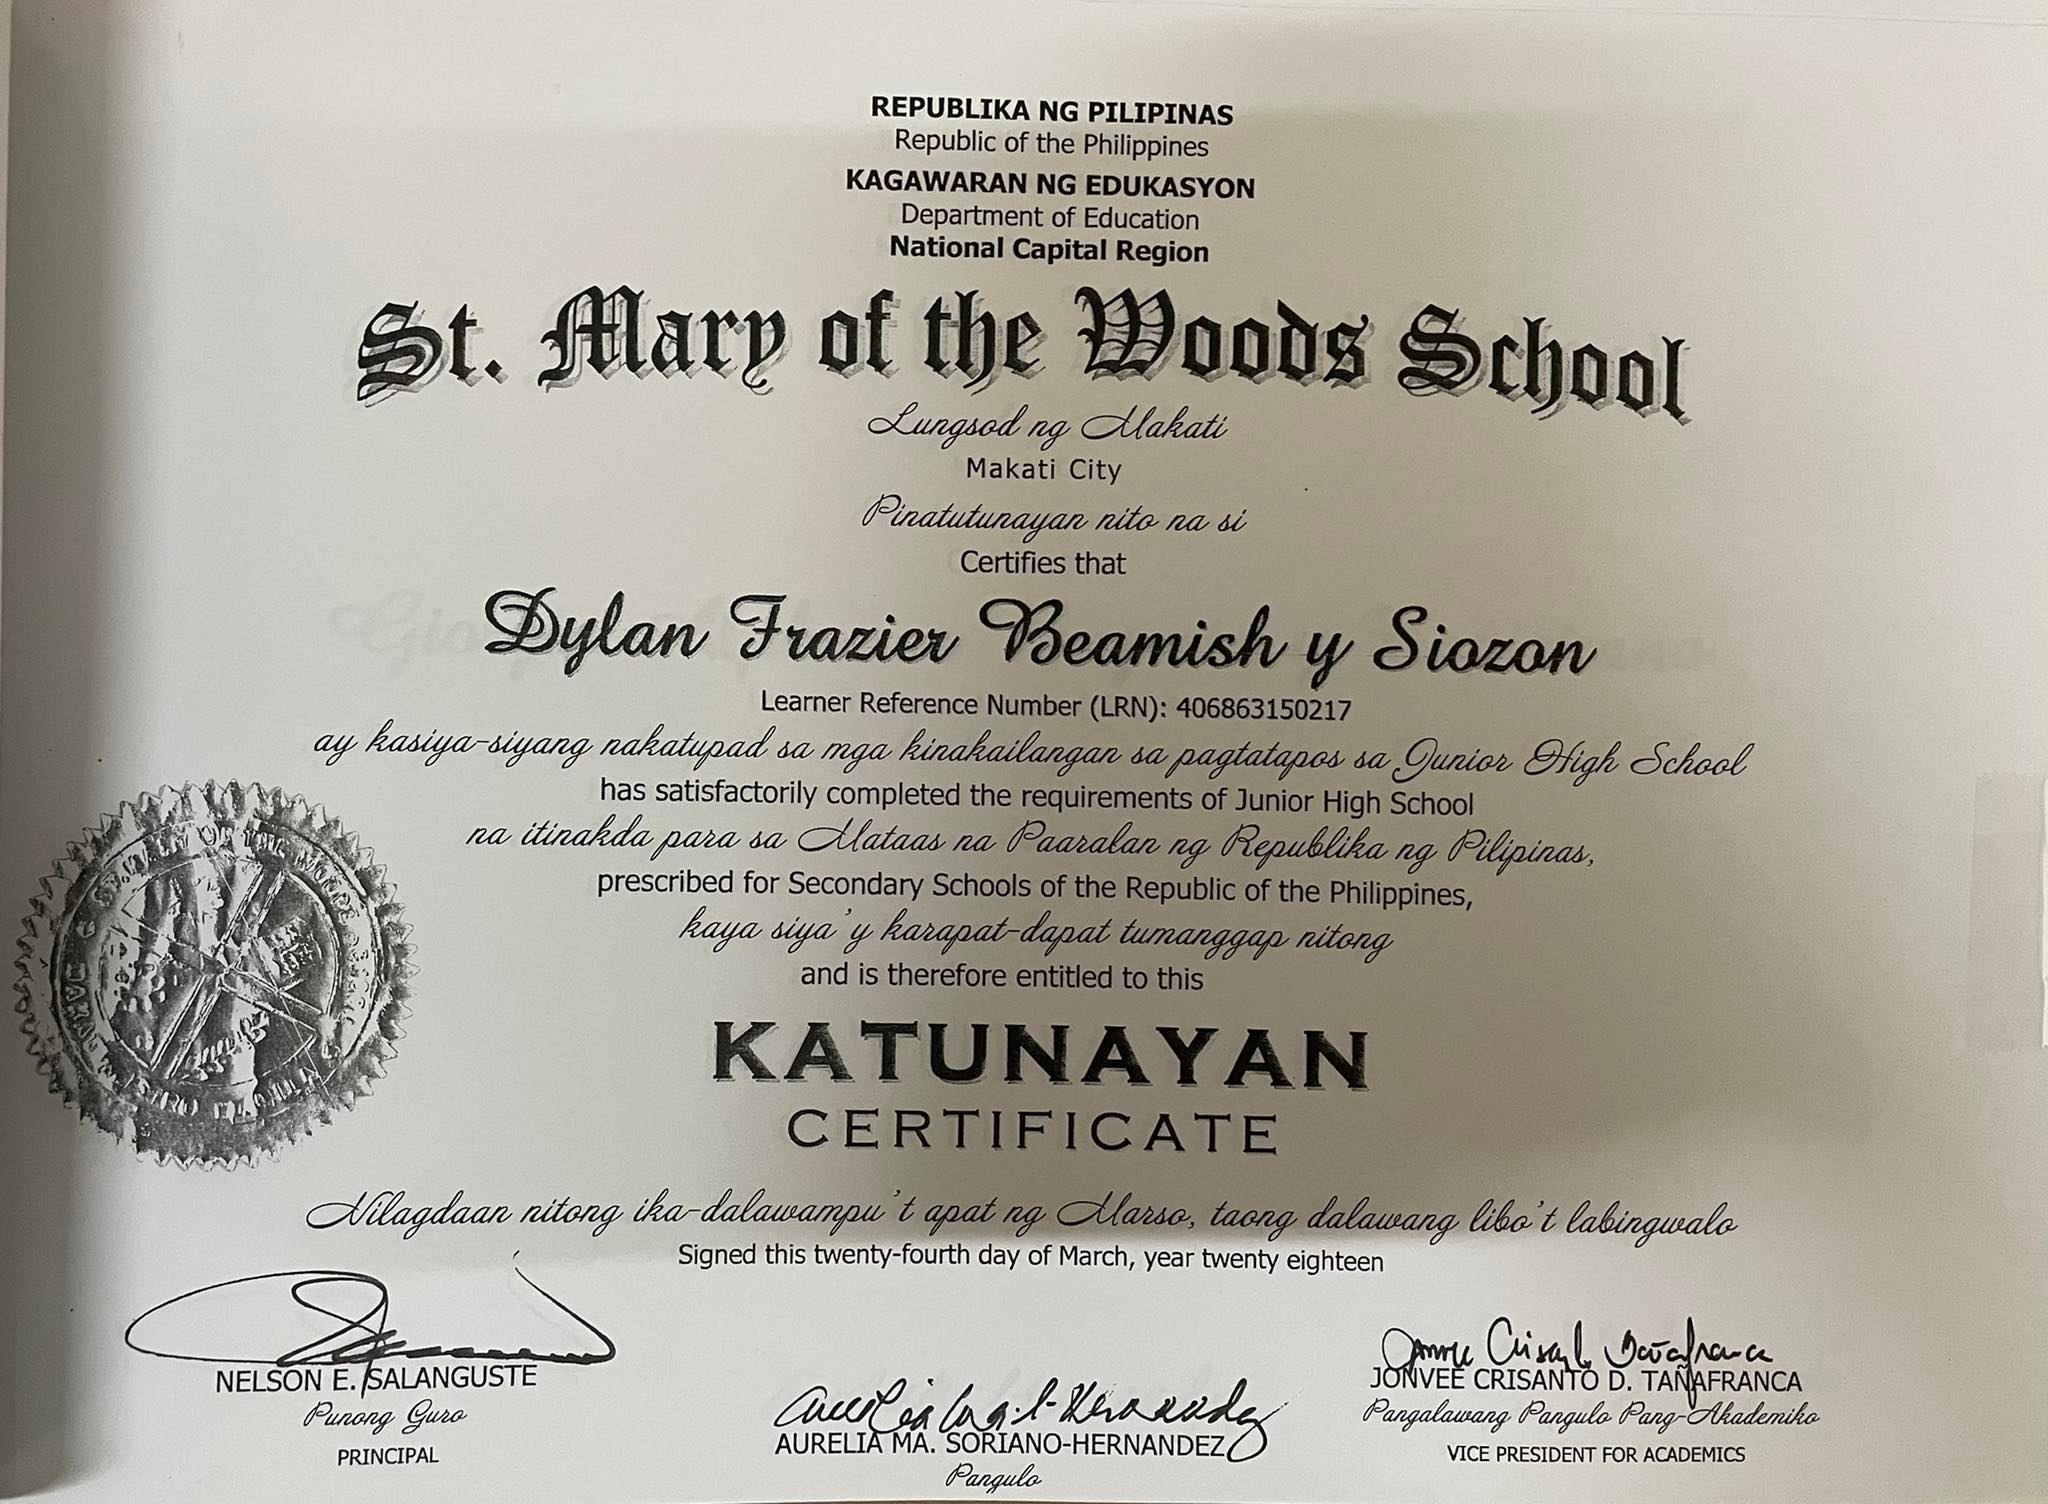 REPUBLIKA NG PILIPINAS
Republic of the Philippines
KAGAWARAN NG EDUKASYON
Department of Education
National Capital Region
St. Mary of the Woods School
Lungsod ng Makati
Makati City
Pinatutunayan nito na si
Certifies that
Dylan Frazier Beamish y Siozon
Learner Reference Number (LRN): 406863150217
ay kasiya-siyang nakatupad sa mga kinakailangan sa pagtatapos sa Junior High School
has satisfactorily completed the requirements of Junior High School
na itinakda para sa Mataas na Paaralan ng Republika ng Pilipinas,
prescribed for Secondary Schools of the Republic of the Philippines,
kaya siya'y karapat-dapat tumanggap nitong
and is therefore entitled to this
KATUNAYAN
CERTIFICATE
Nilagdaan nitong ika-dalawampu't apat ng Marso, taong dalawang libo't labingwalo
Signed this twenty-fourth day of March, year twenty eighteen
NELSON E. SALANGUSTE
Punong Guro
PRINCIPAL
AURELIA MA. SORIANO-HERNANDEZ
Pangulo
JONVEE CRISANTO D. TAÑAFRANCA
Pangalawang Pangulo Pang-Akademiko
VICE PRESIDENT FOR ACADEMICS